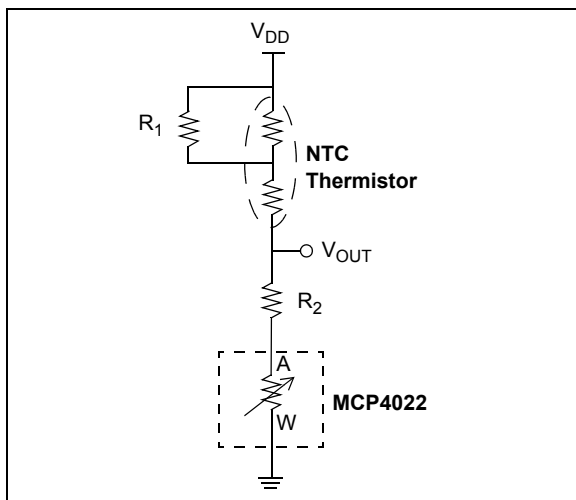 V_DD
R_1
NTC
Thermistor
V_OUT
R_2
A
MCP4022
W